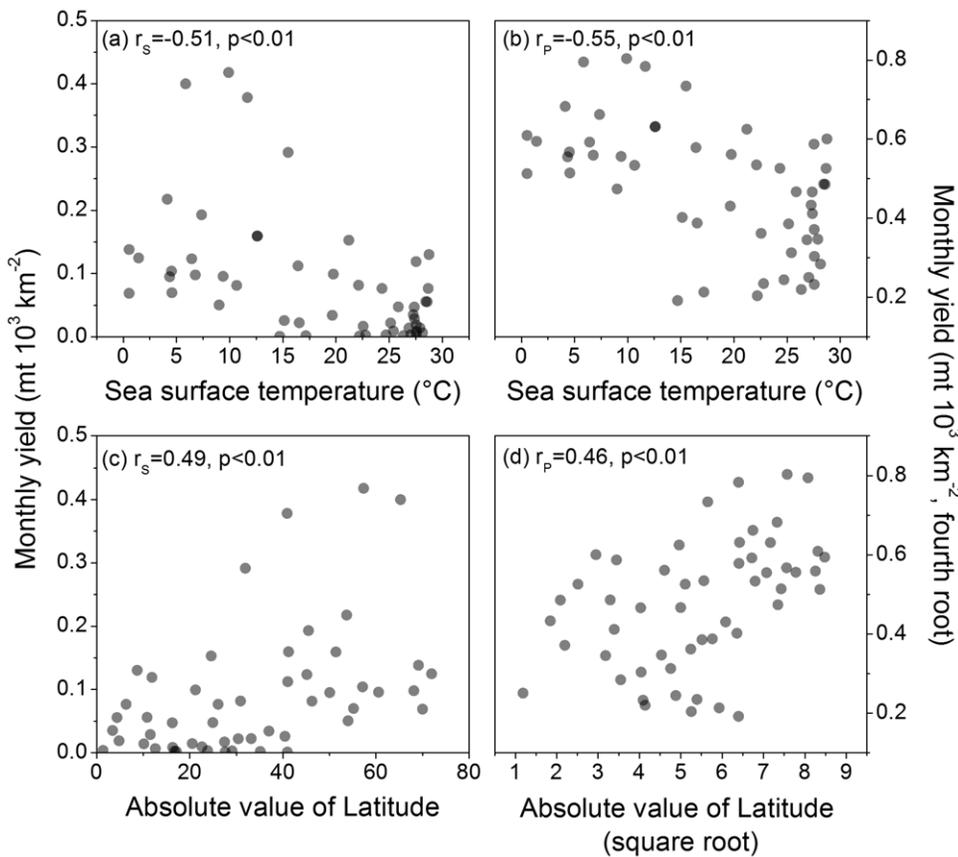 Monthly yield (mt 10³ km⁻²)
0.5
0.4
0.3
0.2
0.1
0.0
(a) rₛ=-0.51, p<0.01
0 5 10 15 20 25 30
Sea surface temperature (°C)
(b) rₚ=-0.55, p<0.01
0.8
0.6
0.4
0.2
0 5 10 15 20 25 30
Sea surface temperature (°C)
0.5
0.4
0.3
0.2
0.1
0.0
(c) rₛ=0.49, p<0.01
0 20 40 60 80
Absolute value of Latitude
(d) rₚ=0.46, p<0.01
0.8
0.6
0.4
0.2
1 2 3 4 5 6 7 8 9
Absolute value of Latitude
(square root)
Monthly yield (mt 10³ km⁻², fourth root)